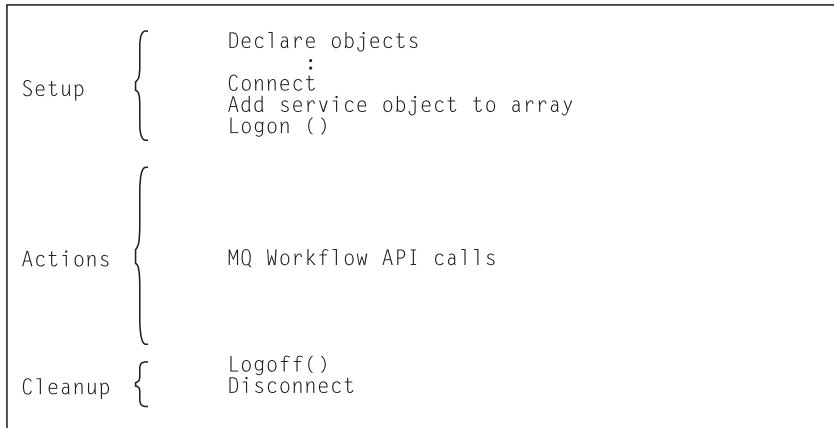 Declare objects
:
Setup
Connect
Add service object to array
Logon ()
Actions
MQ Workflow API calls
Logoff()
Cleanup
Disconnect